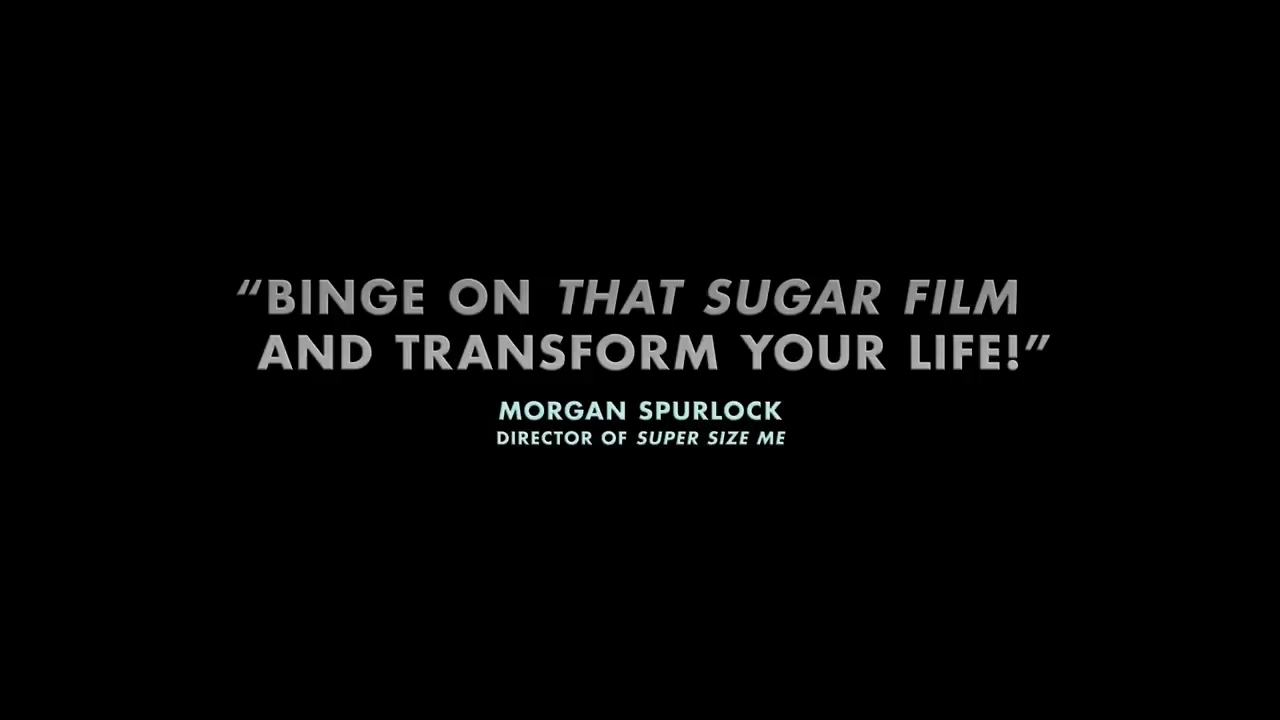 “BINGE ON THAT SUGAR FILM
AND TRANSFORM YOUR LIFE!”
MORGAN SPURLOCK
DIRECTOR OF SUPER SIZE ME